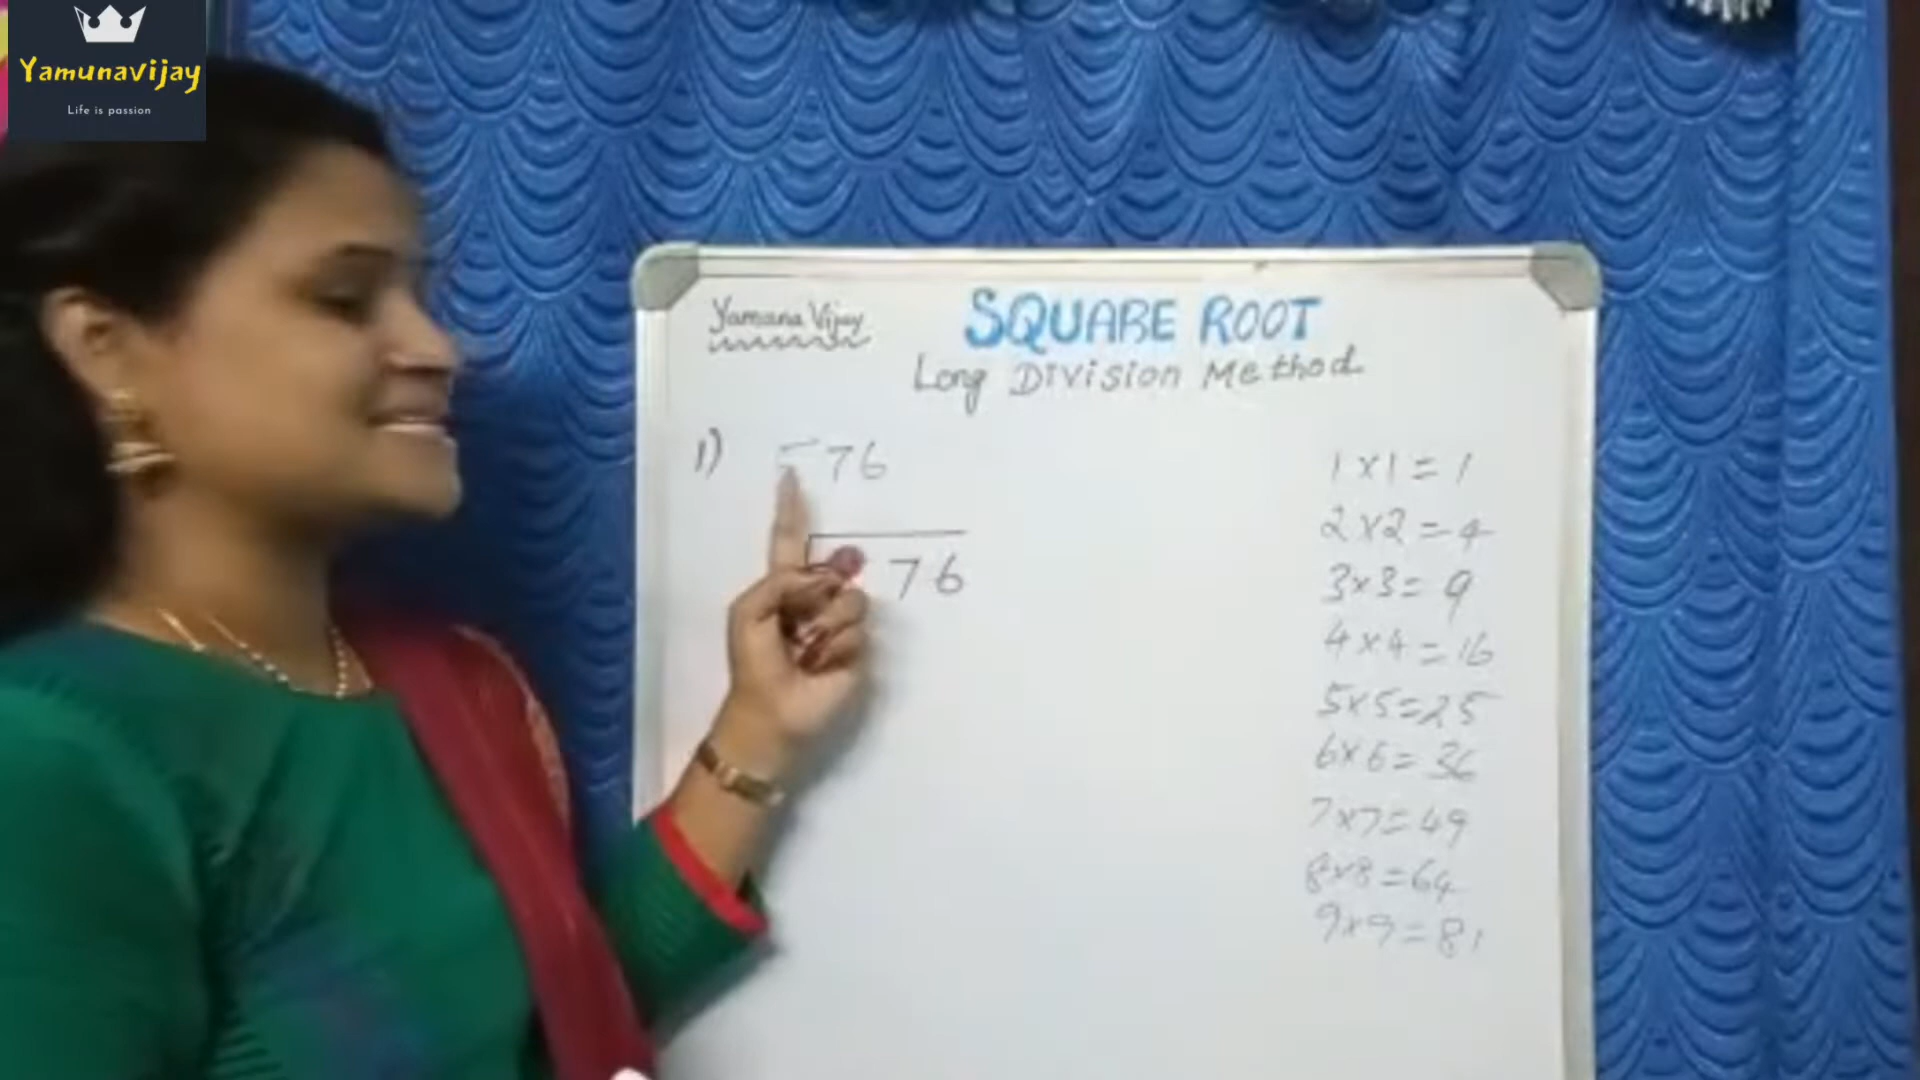 Yamunavijay
Life is passion
Yamuna Vijay
SQUARE ROOT
Long Division Method
1) 576
76
1x1=1
2x2=4
3x3=9
4x4=16
5x5=25
6x6=36
7x7=49
8x8=64
9x9=81